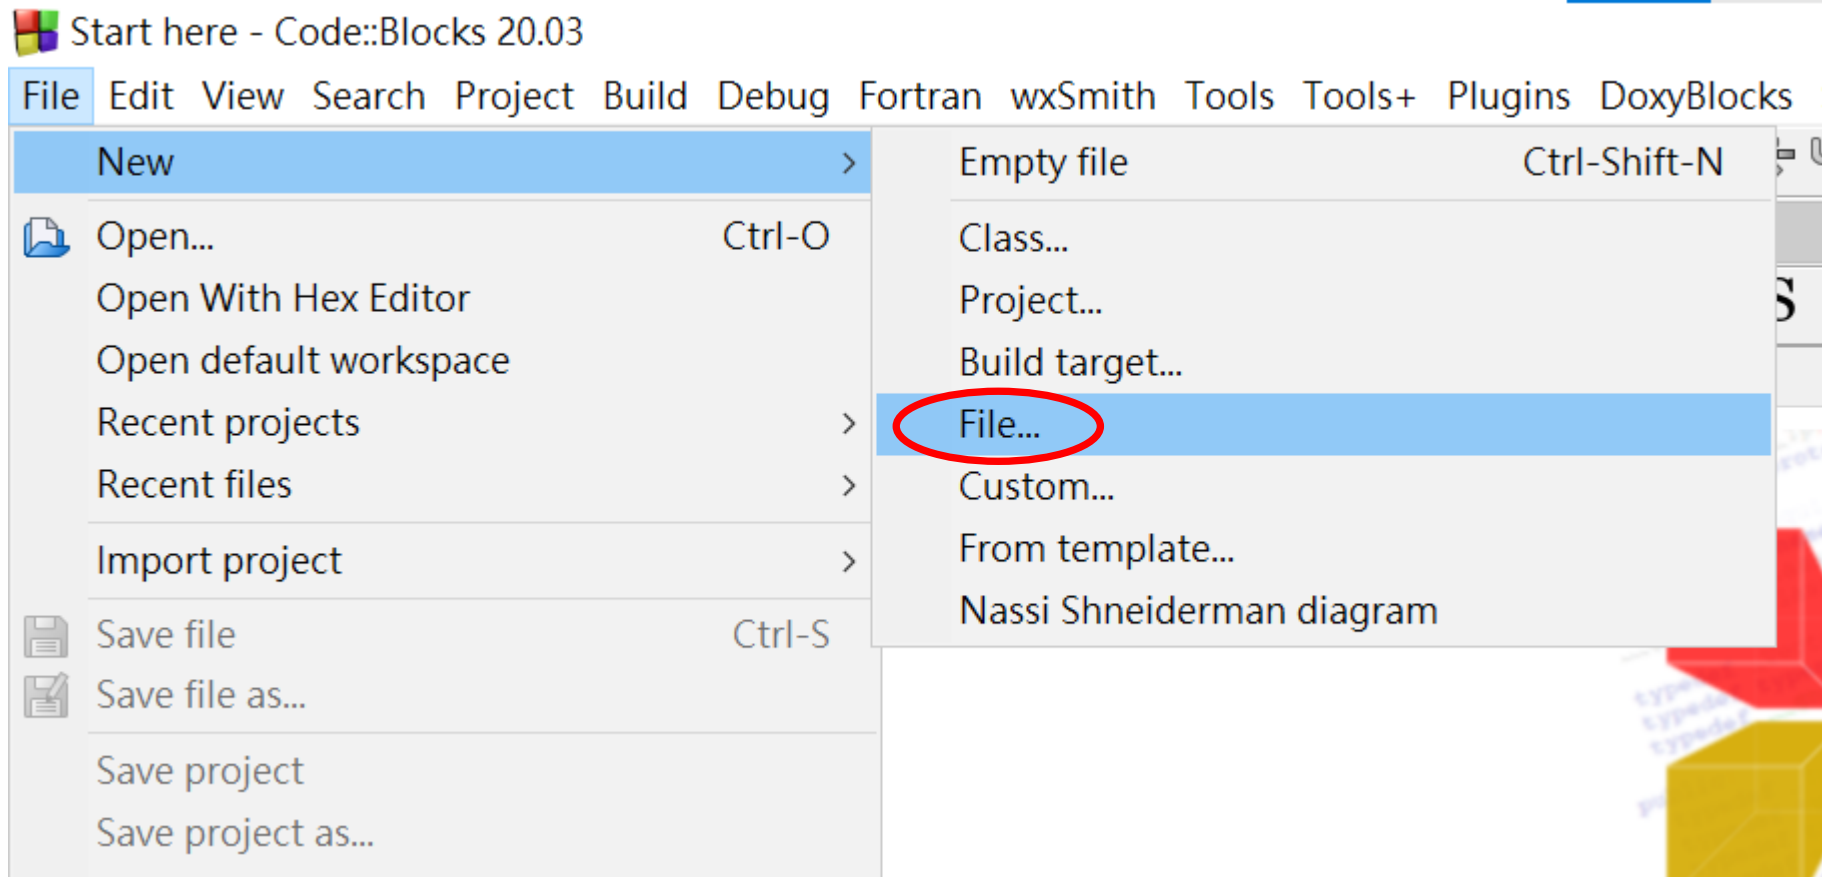 Start here - Code::Blocks 20.03
File Edit View Search Project Build Debug Fortran wxSmith Tools Tools+ Plugins DoxyBlocks
New
Open... Ctrl-O
Open With Hex Editor
Open default workspace
Recent projects
Recent files
Import project
Save file Ctrl-S
Save file as...
Save project
Save project as...
Empty file Ctrl-Shift-N
Class...
Project...
Build target...
File...
Custom...
From template...
Nassi Shneiderman diagram
S
typedef
typedef